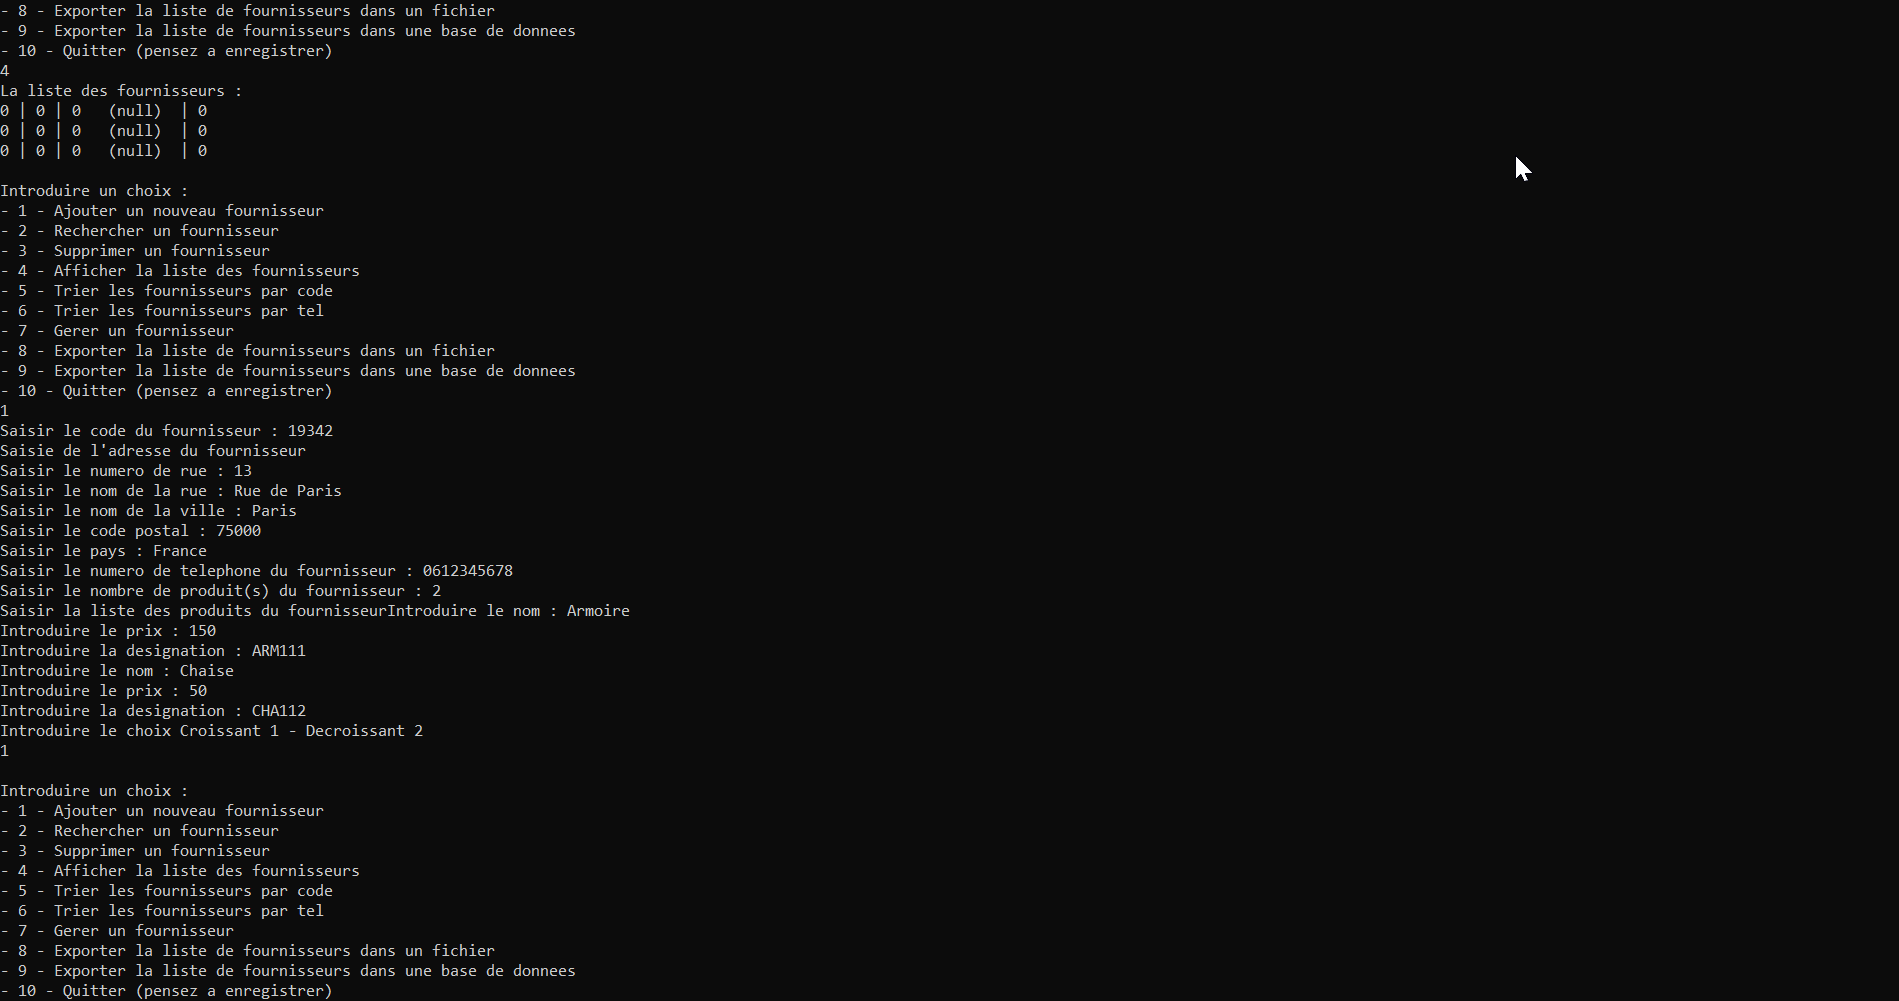 - 8 - Exporter la liste de fournisseurs dans un fichier
- 9 - Exporter la liste de fournisseurs dans une base de donnees
- 10 - Quitter (pensez a enregistrer)
4
La liste des fournisseurs :
0 | 0 | 0   (null)  | 0
0 | 0 | 0   (null)  | 0
0 | 0 | 0   (null)  | 0
Introduire un choix :
- 1 - Ajouter un nouveau fournisseur
- 2 - Rechercher un fournisseur
- 3 - Supprimer un fournisseur
- 4 - Afficher la liste des fournisseurs
- 5 - Trier les fournisseurs par code
- 6 - Trier les fournisseurs par tel
- 7 - Gerer un fournisseur
- 8 - Exporter la liste de fournisseurs dans un fichier
- 9 - Exporter la liste de fournisseurs dans une base de donnees
- 10 - Quitter (pensez a enregistrer)
1
Saisir le code du fournisseur : 19342
Saisie de l'adresse du fournisseur
Saisir le numero de rue : 13
Saisir le nom de la rue : Rue de Paris
Saisir le nom de la ville : Paris
Saisir le code postal : 75000
Saisir le pays : France
Saisir le numero de telephone du fournisseur : 0612345678
Saisir le nombre de produit(s) du fournisseur : 2
Saisir la liste des produits du fournisseurIntroduire le nom : Armoire
Introduire le prix : 150
Introduire la designation : ARM111
Introduire le nom : Chaise
Introduire le prix : 50
Introduire la designation : CHA112
Introduire le choix Croissant 1 - Decroissant 2
1
Introduire un choix :
- 1 - Ajouter un nouveau fournisseur
- 2 - Rechercher un fournisseur
- 3 - Supprimer un fournisseur
- 4 - Afficher la liste des fournisseurs
- 5 - Trier les fournisseurs par code
- 6 - Trier les fournisseurs par tel
- 7 - Gerer un fournisseur
- 8 - Exporter la liste de fournisseurs dans un fichier
- 9 - Exporter la liste de fournisseurs dans une base de donnees
- 10 - Quitter (pensez a enregistrer)